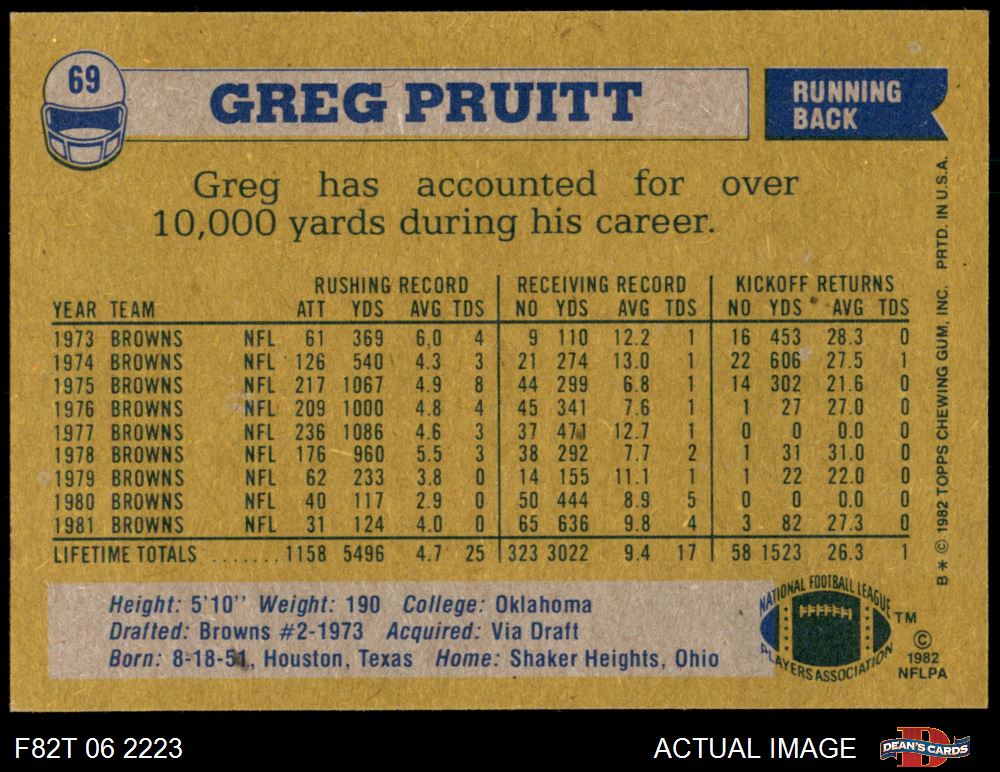 69
GREG PRUITT
RUNNING
BACK
Greg has accounted for over
10,000 yards during his career.
RUSHING RECORD RECEIVING RECORD KICKOFF RETURNS
YEAR TEAM ATT YDS AVG TDS NO YDS AVG TDS NO YDS AVG TDS
1973 BROWNS NFL 61 369 6.0 4 9 110 12.2 1 16 453 28.3 0
1974 BROWNS NFL 126 540 4.3 3 21 274 13.0 1 22 606 27.5 1
1975 BROWNS NFL 217 1067 4.9 8 44 299 6.8 1 14 302 21.6 0
1976 BROWNS NFL 209 1000 4.8 4 45 341 7.6 1 1 27 27.0 0
1977 BROWNS NFL 236 1086 4.6 3 37 471 12.7 1 0 0 0.0 0
1978 BROWNS NFL 176 960 5.5 3 38 292 7.7 2 1 31 31.0 0
1979 BROWNS NFL 62 233 3.8 0 14 155 11.1 1 1 22 22.0 0
1980 BROWNS NFL 40 117 2.9 0 50 444 8.9 5 0 0 0.0 0
1981 BROWNS NFL 31 124 4.0 0 65 636 9.8 4 3 82 27.3 0
LIFETIME TOTALS ....... 1158 5496 4.7 25 323 3022 9.4 17 58 1523 26.3 1
Height: 5'10" Weight: 190 College: Oklahoma
Drafted: Browns #2-1973 Acquired: Via Draft
Born: 8-18-51, Houston, Texas Home: Shaker Heights, Ohio
NATIONAL FOOTBALL LEAGUE
PLAYERS ASSOCIATION
TM
©
1982
NFLPA
B* © 1982 TOPPS CHEWING GUM, INC. PRTD. IN U.S.A.
F82T 06 2223
ACTUAL IMAGE
D
DEAN'S CARDS